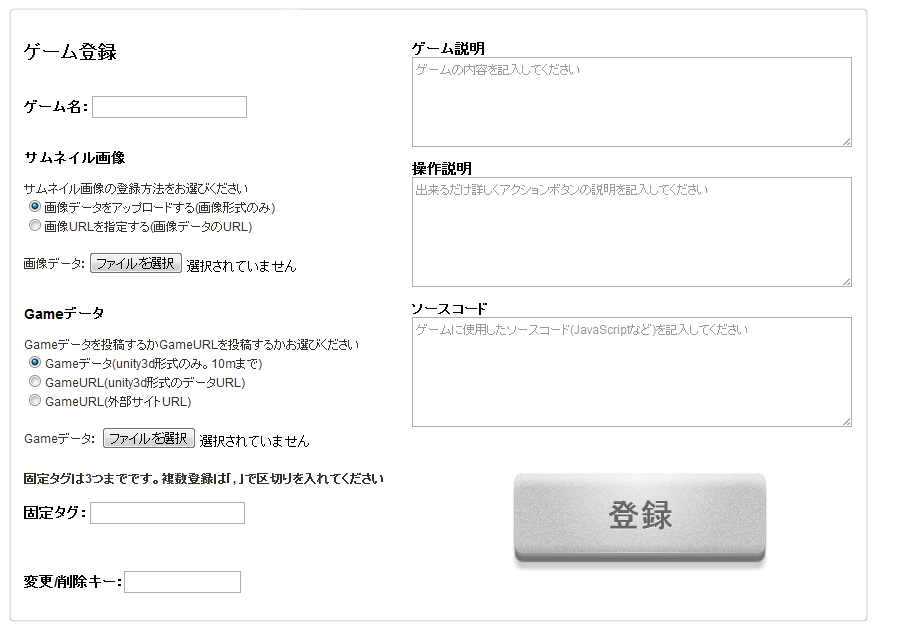 ゲーム登録
ゲーム名:
サムネイル画像
サムネイル画像の登録方法をお選びください
画像データをアップロードする(画像形式のみ)
画像URLを指定する(画像データのURL)
画像データ: ファイルを選択 選択されていません
Gameデータ
Gameデータを投稿するかGameURLを投稿するかお選びください
Gameデータ(unity3d形式のみ。10mまで)
GameURL(unity3d形式のデータURL)
GameURL(外部サイトURL)
Gameデータ: ファイルを選択 選択されていません
固定タグは3つまでです。複数登録は「,」で区切りを入れてください
固定タグ:
変更/削除キー:
ゲーム説明
ゲームの内容を記入してください
操作説明
出来るだけ詳しくアクションボタンの説明を記入してください
ソースコード
ゲームに使用したソースコード(JavaScriptなど)を記入してください
登録